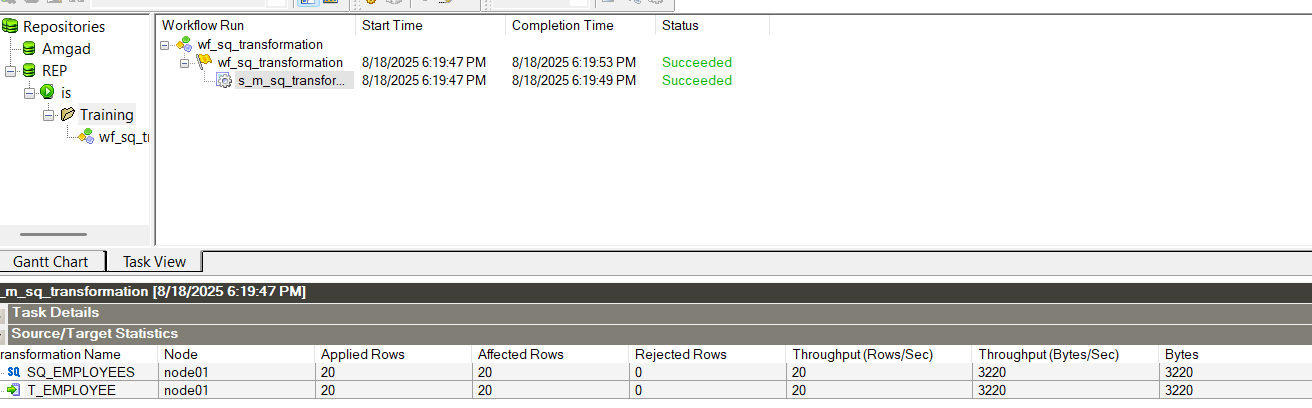 Repositories
Amgad
REP
is
Training
wf_sq_tr
Workflow Run Start Time Completion Time Status
wf_sq_transformation
wf_sq_transformation 8/18/2025 6:19:47 PM 8/18/2025 6:19:53 PM Succeeded
s_m_sq_transfor... 8/18/2025 6:19:47 PM 8/18/2025 6:19:49 PM Succeeded
Gantt Chart Task View
_m_sq_transformation [8/18/2025 6:19:47 PM]
Task Details
Source/Target Statistics
ransformation Name Node Applied Rows Affected Rows Rejected Rows Throughput (Rows/Sec) Throughput (Bytes/Sec) Bytes
SQ SQ_EMPLOYEES node01 20 20 0 20 3220 3220
T_EMPLOYEE node01 20 20 0 20 3220 3220